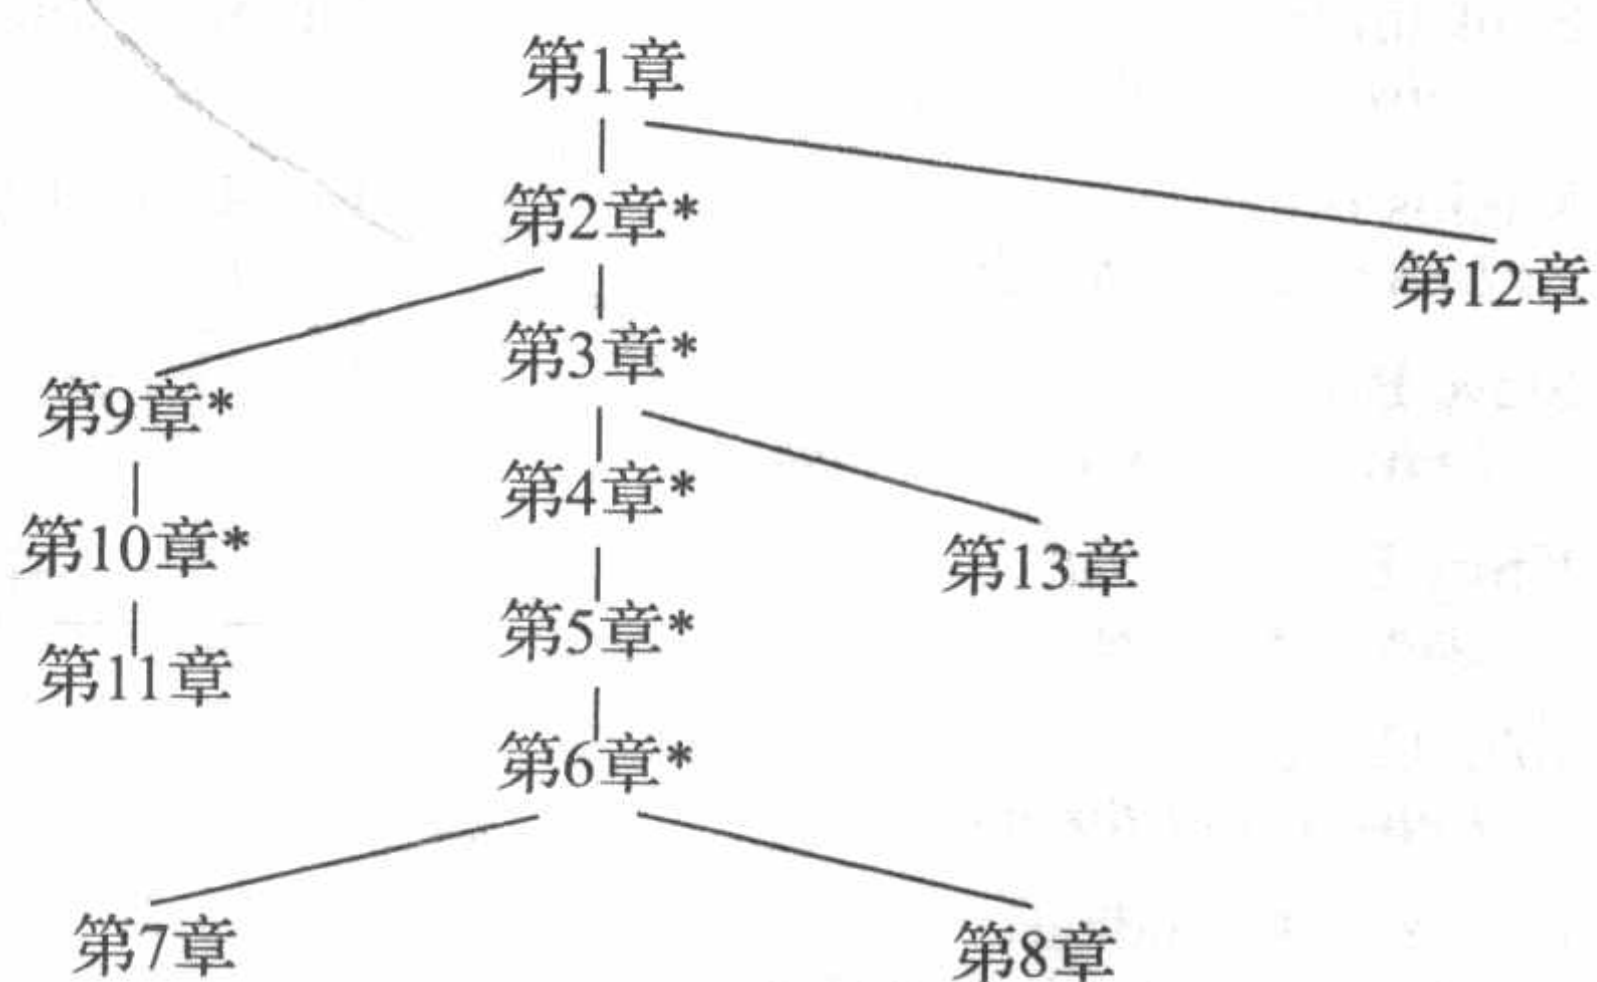 第1章
第2章*
第12章
第3章*
第9章*
第4章*
第10章*
第13章
第5章*
第11章
第6章*
第7章
第8章